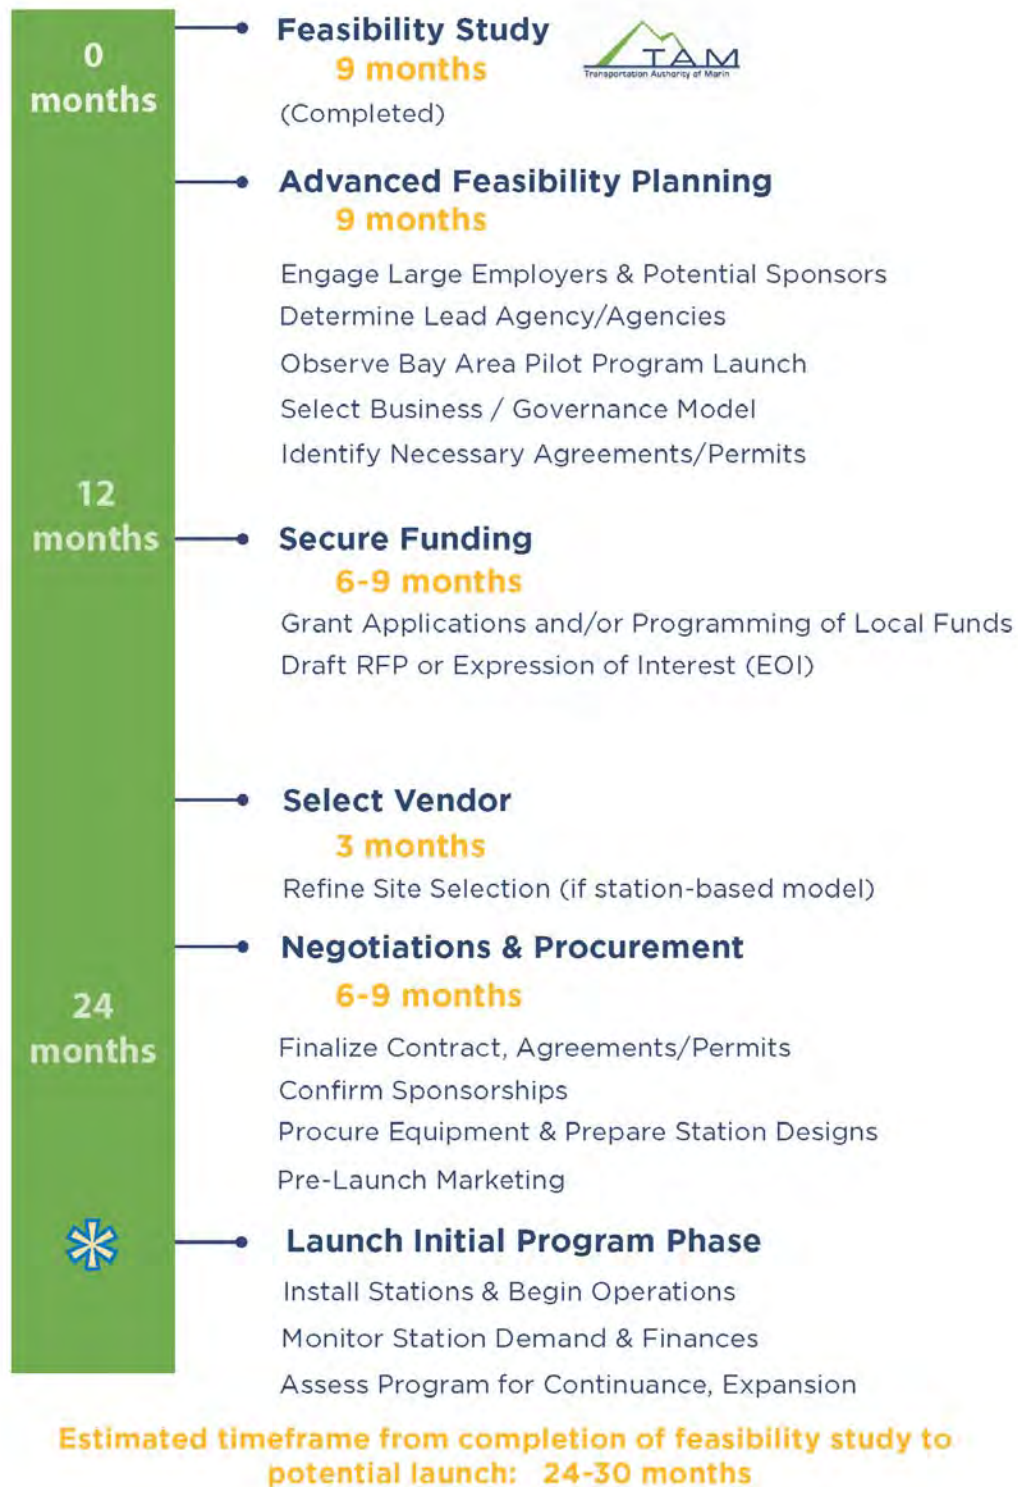 0
months
Feasibility Study
9 months
(Completed)
TAM
Transportation Authority of Marin
Advanced Feasibility Planning
9 months
Engage Large Employers & Potential Sponsors
Determine Lead Agency/Agencies
Observe Bay Area Pilot Program Launch
Select Business / Governance Model
Identify Necessary Agreements/Permits
12
months
Secure Funding
6-9 months
Grant Applications and/or Programming of Local Funds
Draft RFP or Expression of Interest (EOI)
Select Vendor
3 months
Refine Site Selection (if station-based model)
Negotiations & Procurement
6-9 months
24
months
Finalize Contract, Agreements/Permits
Confirm Sponsorships
Procure Equipment & Prepare Station Designs
Pre-Launch Marketing
*
Launch Initial Program Phase
Install Stations & Begin Operations
Monitor Station Demand & Finances
Assess Program for Continuance, Expansion
Estimated timeframe from completion of feasibility study to
potential launch: 24-30 months